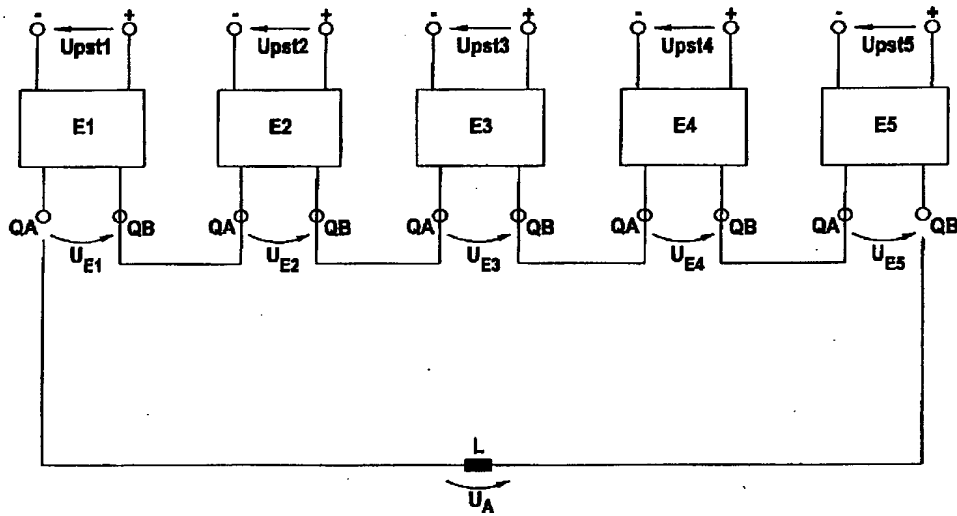 - + - + - + - + - +
Upst1 Upst2 Upst3 Upst4 Upst5
E1 E2 E3 E4 E5
QA QB QA QB QA QB QA QB QA QB
UE1 UE2 UE3 UE4 UE5
L
UA